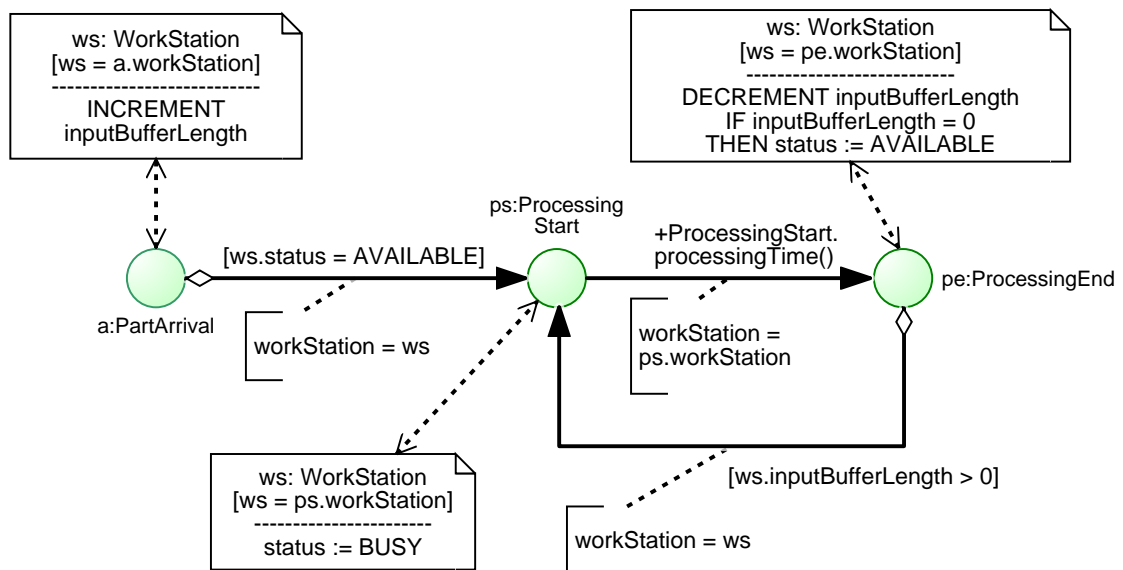 ws: WorkStation
[ws = a.workStation]
---------------------------
INCREMENT
inputBufferLength
ws: WorkStation
[ws = pe.workStation]
---------------------------
DECREMENT inputBufferLength
IF inputBufferLength = 0
THEN status := AVAILABLE
ps:Processing
Start
[ws.status = AVAILABLE]
+ProcessingStart.
processingTime()
a:PartArrival
pe:ProcessingEnd
workStation = ws
workStation =
ps.workStation
ws: WorkStation
[ws = ps.workStation]
-----------------------
status := BUSY
[ws.inputBufferLength > 0]
workStation = ws